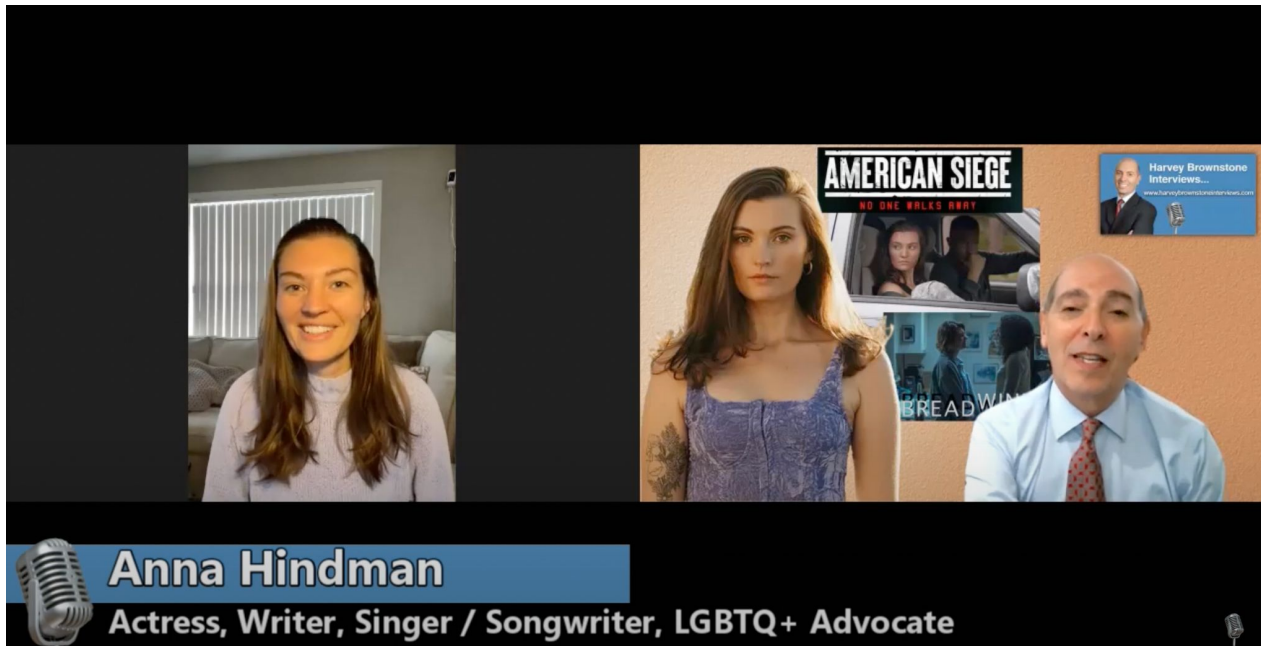 AMERICAN SIEGE
NO ONE WALKS AWAY
Harvey Brownstone
Interviews...
www.harveybrownstoneinterviews.com
BREADWIN
Anna Hindman
Actress, Writer, Singer / Songwriter, LGBTQ+ Advocate